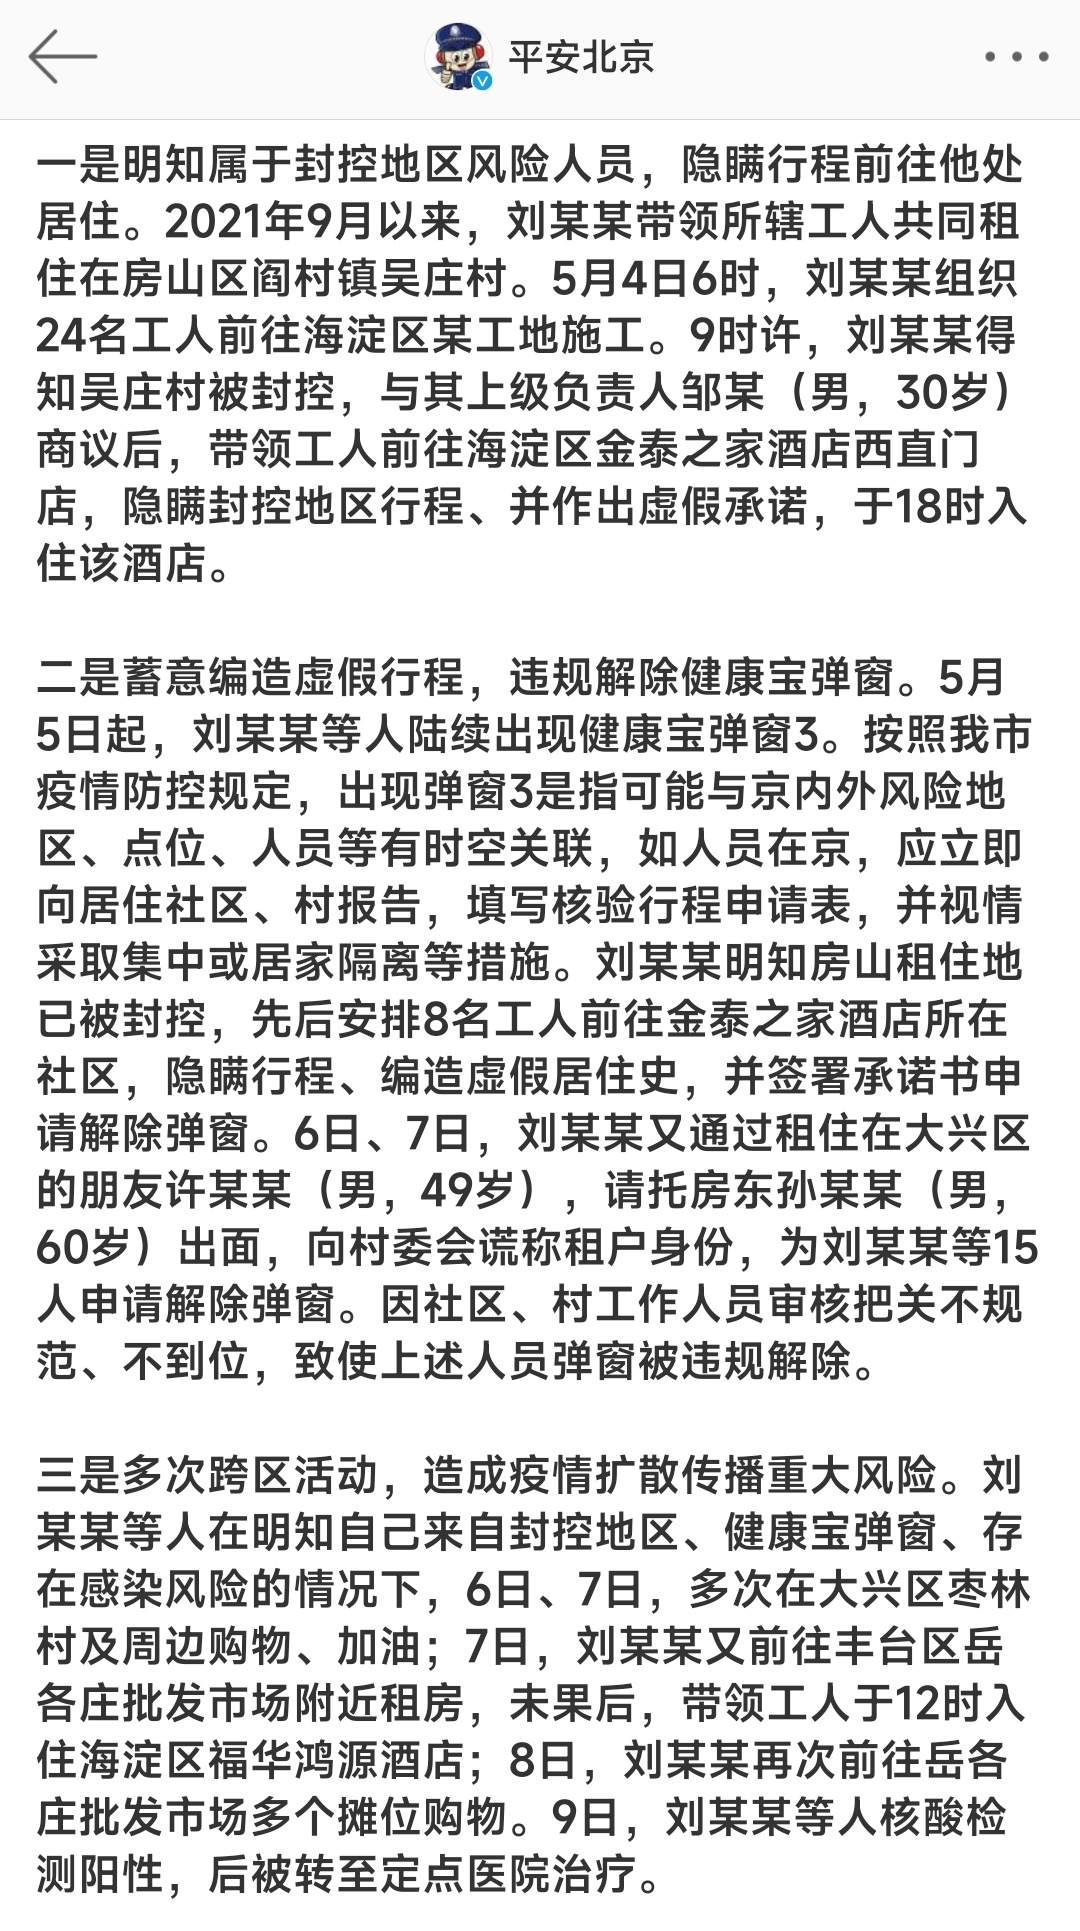 平安北京
一是明知属于封控地区风险人员，隐瞒行程前往他处
居住。2021年9月以来，刘某某带领所辖工人共同租
住在房山区阎村镇吴庄村。5月4日6时，刘某某组织
24名工人前往海淀区某工地施工。9时许，刘某某得
知吴庄村被封控，与其上级负责人邹某（男，30岁）
商议后，带领工人前往海淀区金泰之家酒店西直门
店，隐瞒封控地区行程、并作出虚假承诺，于18时入
住该酒店。
二是蓄意编造虚假行程，违规解除健康宝弹窗。5月
5日起，刘某某等人陆续出现健康宝弹窗3。按照我市
疫情防控规定，出现弹窗3是指可能与京内外风险地
区、点位、人员等有时空关联，如人员在京，应立即
向居住社区、村报告，填写核验行程申请表，并视情
采取集中或居家隔离等措施。刘某某明知房山租住地
已被封控，先后安排8名工人前往金泰之家酒店所在
社区，隐瞒行程、编造虚假居住史，并签署承诺书申
请解除弹窗。6日、7日，刘某某又通过租住在大兴区
的朋友许某某（男，49岁），请托房东孙某某（男，
60岁）出面，向村委会谎称租户身份，为刘某某等15
人申请解除弹窗。因社区、村工作人员审核把关不规
范、不到位，致使上述人员弹窗被违规解除。
三是多次跨区活动，造成疫情扩散传播重大风险。刘
某某等人在明知自己来自封控地区、健康宝弹窗、存
在感染风险的情况下，6日、7日，多次在大兴区枣林
村及周边购物、加油；7日，刘某某又前往丰台区岳
各庄批发市场附近租房，未果后，带领工人于12时入
住海淀区福华鸿源酒店；8日，刘某某再次前往岳各
庄批发市场多个摊位购物。9日，刘某某等人核酸检
测阳性，后被转至定点医院治疗。